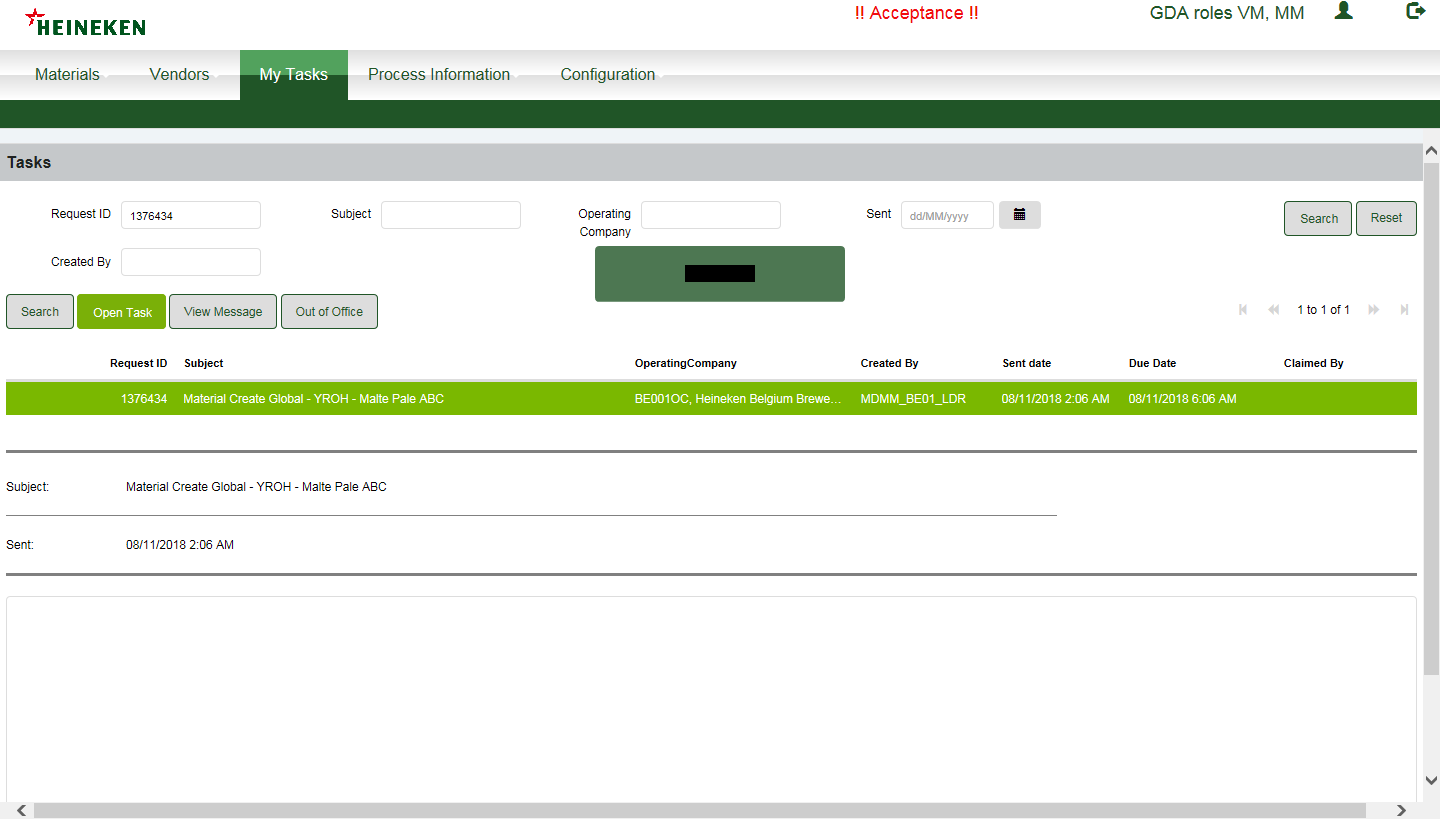 HEINEKEN
!! Acceptance !!
GDA roles VM, MM
Materials Vendors My Tasks Process Information Configuration
Tasks
Request ID 1376434 Subject Operating Company Sent dd/MM/yyyy Search Reset
Created By
Search Open Task View Message Out of Office 1 to 1 of 1
Request ID Subject OperatingCompany Created By Sent date Due Date Claimed By
1376434 Material Create Global - YROH - Malte Pale ABC BE001OC, Heineken Belgium Brewe... MDMM_BE01_LDR 08/11/2018 2:06 AM 08/11/2018 6:06 AM
Subject: Material Create Global - YROH - Malte Pale ABC
Sent: 08/11/2018 2:06 AM